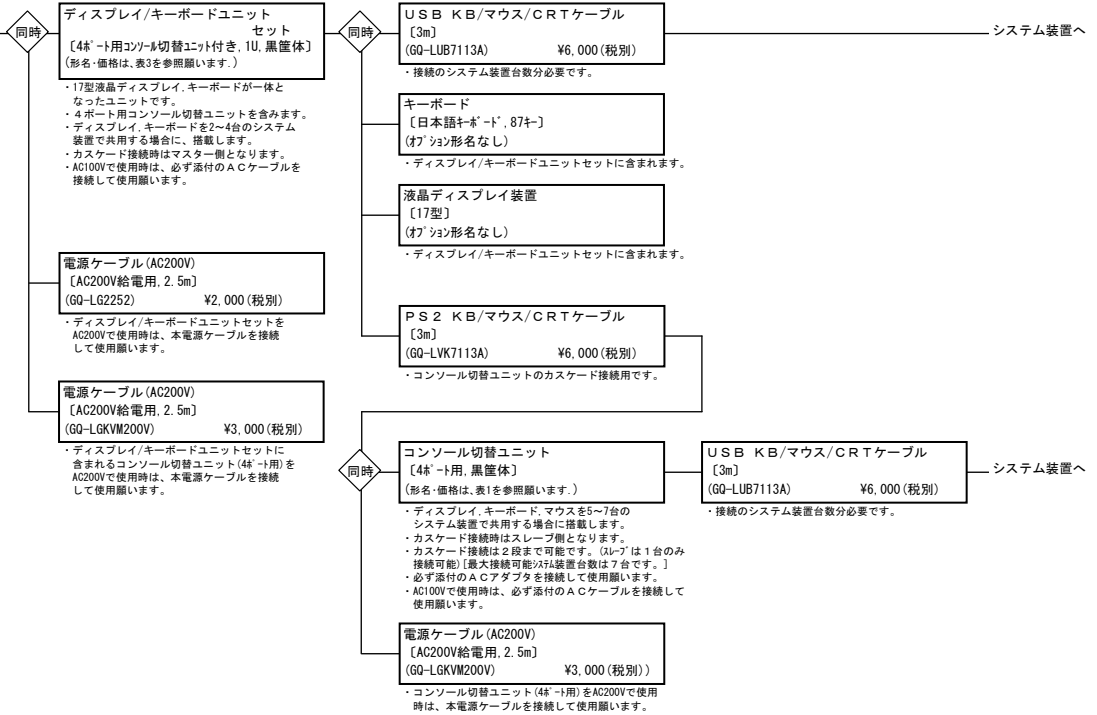 同時
ディスプレイ/キーボードユニット
セット
〔4ﾎﾟｰﾄ用ｺﾝｿｰﾙ切替ﾕﾆｯﾄ付き,1U,黒筐体〕
(形名・価格は、表3を参照願います．)
・17型液晶ディスプレイ，キーボードが一体と
なったユニットです。
・４ポート用コンソール切替ユニットを含みます。
・ディスプレイ，キーボードを2～4台のシステム
装置で共用する場合に、搭載します。
・カスケード接続時はマスター側となります。
・AC100Vで使用時は、必ず添付のＡＣケーブルを
接続して使用願います。
電源ケーブル(AC200V)
〔AC200V給電用,2.5m〕
(GQ-LG2252) ¥2,000(税別)
・ディスプレイ/キーボードユニットセットを
AC200Vで使用時は、本電源ケーブルを接続
して使用願います。
電源ケーブル(AC200V)
〔AC200V給電用,2.5m〕
(GQ-LGKVM200V) ¥3,000(税別)
・ディスプレイ/キーボードユニットセットに
含まれるコンソール切替ユニット(4ﾎﾟｰﾄ用)を
AC200Vで使用時は、本電源ケーブルを接続
して使用願います。
同時
ＵＳＢ ＫＢ/マウス/ＣＲＴケーブル
〔3m〕
(GQ-LUB7113A) ¥6,000(税別)
・接続のシステム装置台数分必要です。
システム装置へ
キーボード
〔日本語ｷｰﾎﾞｰﾄﾞ,87ｷｰ〕
(ｵﾌﾟｼｮﾝ形名なし)
・ディスプレイ/キーボードユニットセットに含まれます。
液晶ディスプレイ装置
〔17型〕
(ｵﾌﾟｼｮﾝ形名なし)
・ディスプレイ/キーボードユニットセットに含まれます。
ＰＳ２ ＫＢ/マウス/ＣＲＴケーブル
〔3m〕
(GQ-LVK7113A) ¥6,000(税別)
・コンソール切替ユニットのカスケード接続用です。
同時
コンソール切替ユニット
〔4ﾎﾟｰﾄ用,黒筐体〕
(形名・価格は、表1を参照願います．)
・ディスプレイ，キーボード，マウスを5～7台の
システム装置で共用する場合に搭載します。
・カスケード接続時はスレーブ側となります。
・カスケード接続は２段まで可能です。(ｽﾚｰﾌﾞは１台のみ
接続可能)[最大接続可能ｼｽﾃﾑ装置台数は７台です。]
・必ず添付のＡＣアダプタを接続して使用願います。
・AC100Vで使用時は、必ず添付のＡＣケーブルを接続して
使用願います。
ＵＳＢ ＫＢ/マウス/ＣＲＴケーブル
〔3m〕
(GQ-LUB7113A) ¥6,000(税別)
・接続のシステム装置台数分必要です。
システム装置へ
電源ケーブル(AC200V)
〔AC200V給電用,2.5m〕
(GQ-LGKVM200V) ¥3,000(税別))
・コンソール切替ユニット(4ﾎﾟｰﾄ用)をAC200Vで使用
時は、本電源ケーブルを接続して使用願います。